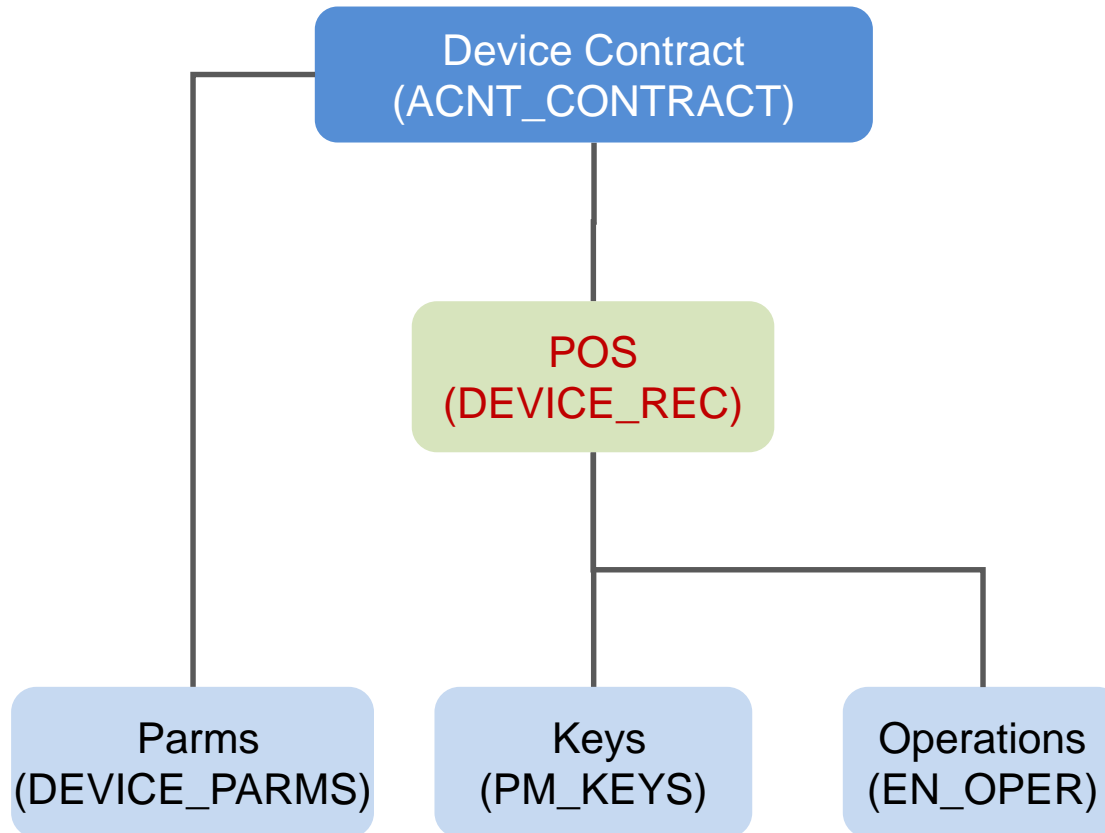 Device Contract
(ACNT_CONTRACT)
POS
(DEVICE_REC)
Parms
(DEVICE_PARMS)
Keys
(PM_KEYS)
Operations
(EN_OPER)